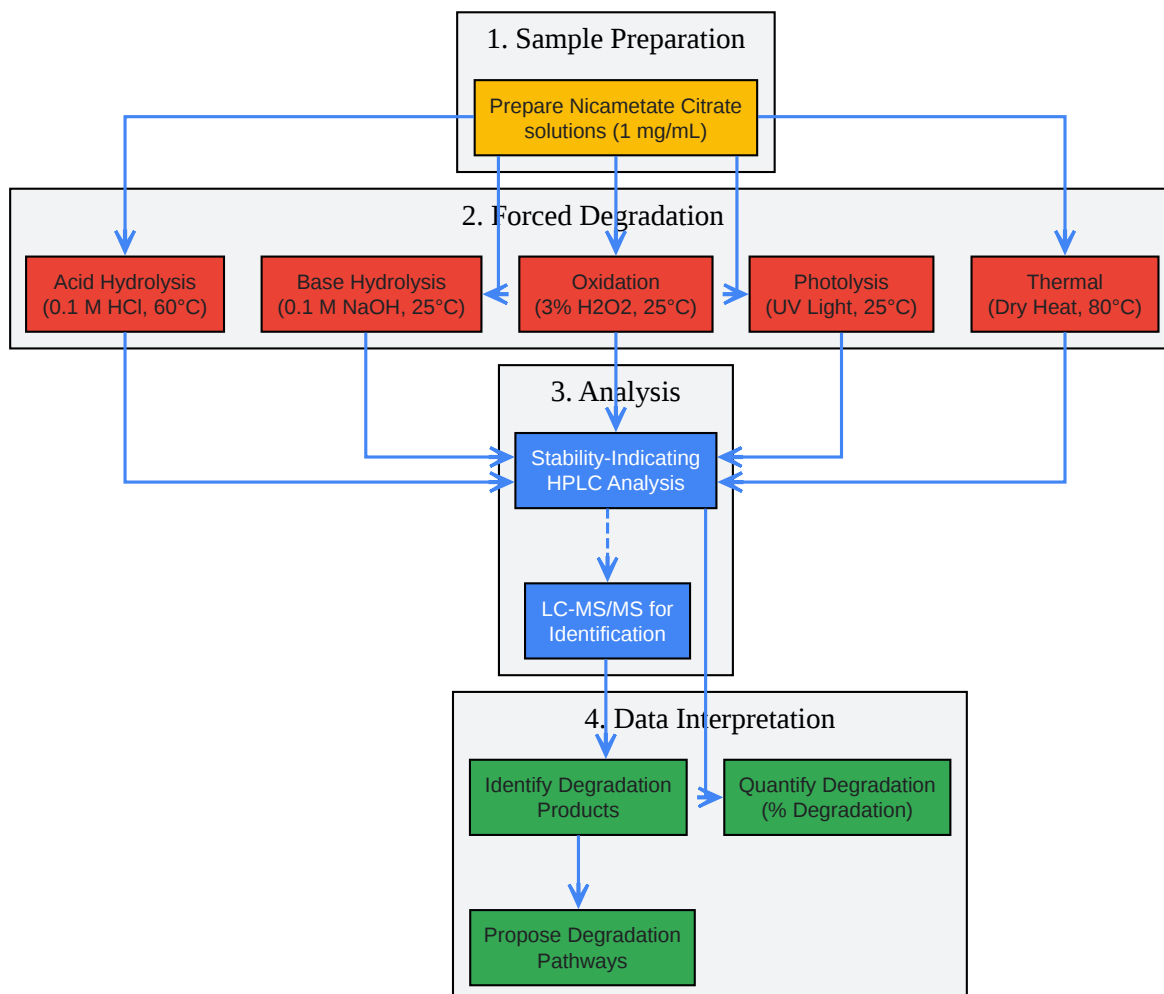 1. Sample Preparation
Prepare Nicametate Citrate
solutions (1 mg/mL)
2. Forced Degradation
Acid Hydrolysis
(0.1 M HCl, 60°C)
Base Hydrolysis
(0.1 M NaOH, 25°C)
Oxidation
(3% H2O2, 25°C)
Photolysis
(UV Light, 25°C)
Thermal
(Dry Heat, 80°C)
3. Analysis
Stability-Indicating
HPLC Analysis
LC-MS/MS for
Identification
4. Data Interpretation
Identify Degradation
Products
Quantify Degradation
(% Degradation)
Propose Degradation
Pathways